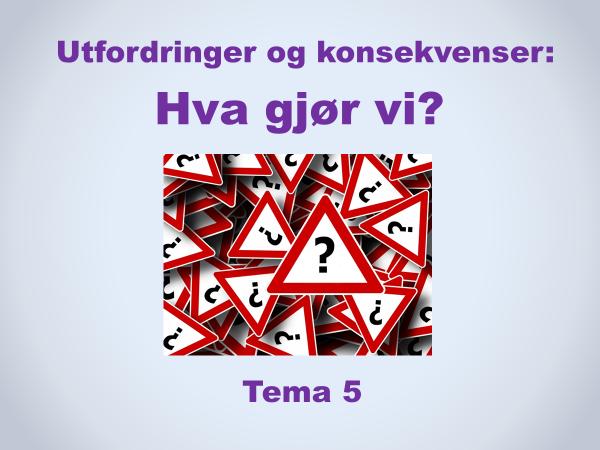 Utfordringer og konsekvenser:
Hva gjør vi?
?
Tema 5